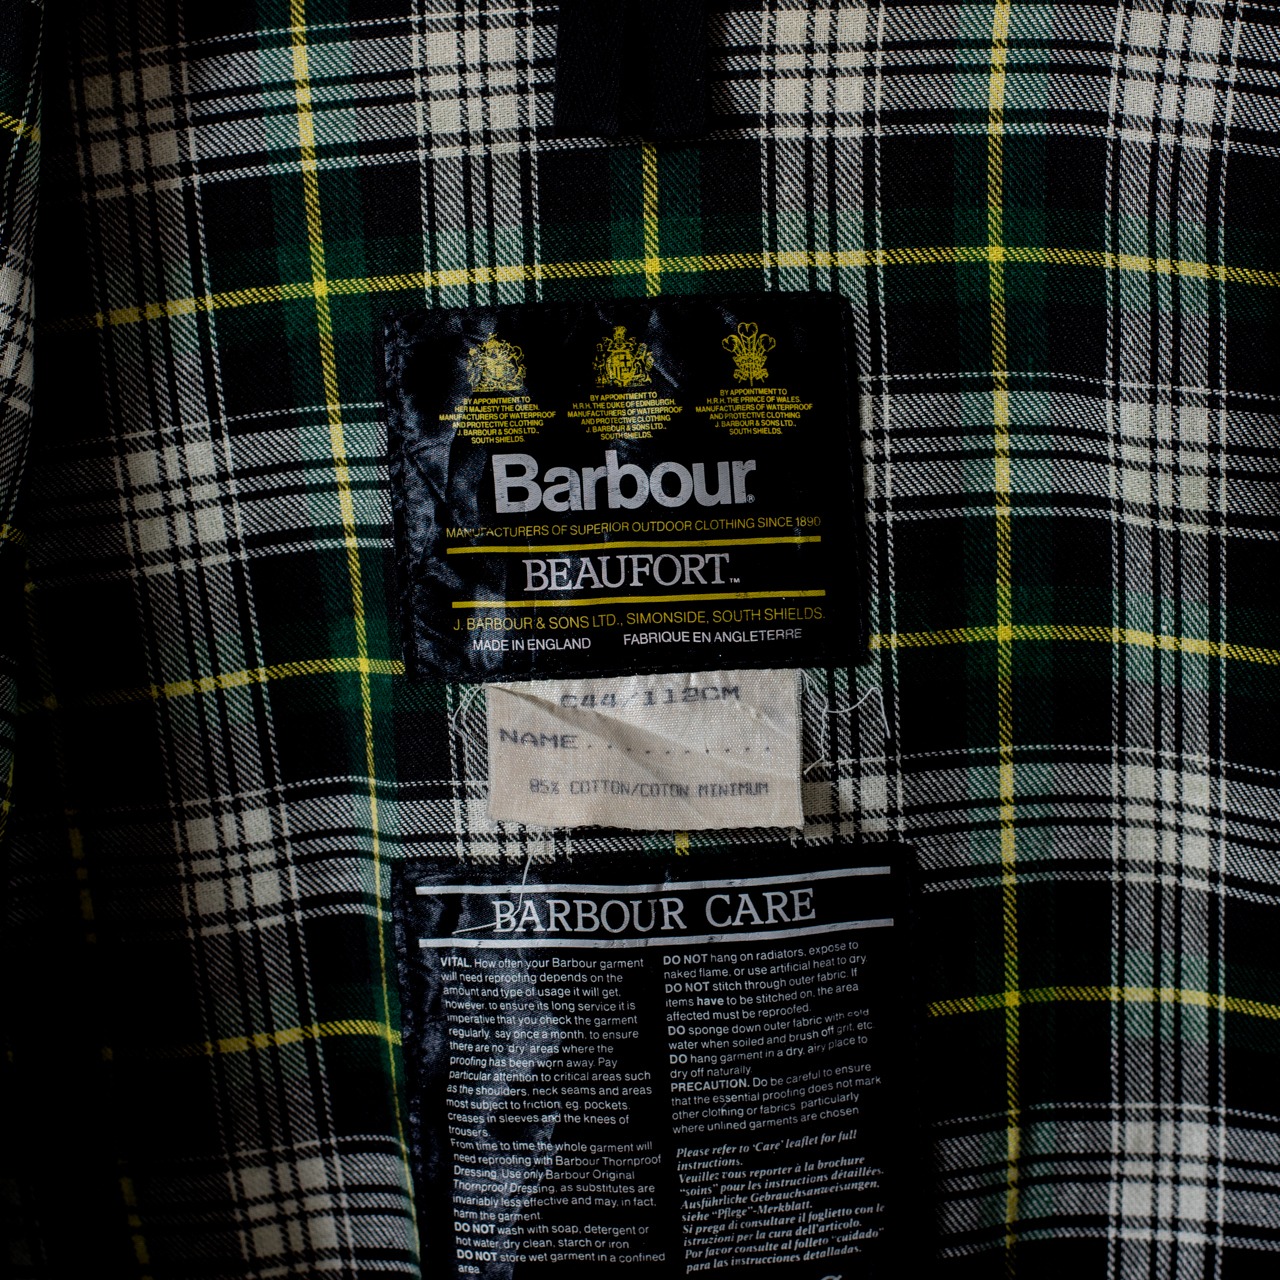 BY APPOINTMENT TO
HER MAJESTY THE QUEEN.
MANUFACTURERS OF WATERPROOF
AND PROTECTIVE CLOTHING
J. BARBOUR & SONS LTD.,
SOUTH SHIELDS.
BY APPOINTMENT TO
H.R.H. THE DUKE OF EDINBURGH.
MANUFACTURERS OF WATERPROOF
AND PROTECTIVE CLOTHING
J. BARBOUR & SONS LTD.,
SOUTH SHIELDS.
BY APPOINTMENT TO
H.R.H. THE PRINCE OF WALES.
MANUFACTURERS OF WATERPROOF
AND PROTECTIVE CLOTHING
J. BARBOUR & SONS LTD.,
SOUTH SHIELDS.
Barbour®
MANUFACTURERS OF SUPERIOR OUTDOOR CLOTHING SINCE 1890
BEAUFORT™
J. BARBOUR & SONS LTD., SIMONSIDE, SOUTH SHIELDS.
MADE IN ENGLAND FABRIQUE EN ANGLETERRE
C44/112CM
NAME..........
85% COTTON/COTON MINIMUM
BARBOUR CARE
VITAL. How often your Barbour garment
will need reproofing depends on the
amount and type of usage it will get,
however, to ensure its long service it is
imperative that you check the garment
regularly, say once a month, to ensure
there are no 'dry' areas where the
proofing has been worn away. Pay
particular attention to critical areas such
as the shoulders, neck seams and areas
most subject to friction, eg. pockets,
creases in sleeves and the knees of
trousers.
From time to time the whole garment will
need reproofing with Barbour Thornproof
Dressing. Use only Barbour Original
Thornproof Dressing, as substitutes are
invariably less effective and may, in fact,
harm the garment.
DO NOT wash with soap, detergent or
hot water, dry clean, starch or iron
DO NOT store wet garment in a confined
area.
DO NOT hang on radiators, expose to
naked flame, or use artificial heat to dry.
DO NOT stitch through outer fabric. If
items have to be stitched on, the area
affected must be reproofed.
DO sponge down outer fabric with cold
water when soiled and brush off grit, etc.
DO hang garment in a dry, airy place to
dry off naturally.
PRECAUTION. Do be careful to ensure
that the essential proofing does not mark
other clothing or fabrics, particularly
where unlined garments are chosen
Please refer to 'Care' leaflet for full
instructions.
Veuillez vous reporter à la brochure
"soins" pour les instructions détaillées.
Ausführliche Gebrauchsanweisungen,
siehe "Pflege"-Merkblatt.
Si prega di consultare il foglietto con le
istruzioni per la cura dell'articolo.
Por favor consulte al folleto "cuidado"
para las instrucciones detalladas.